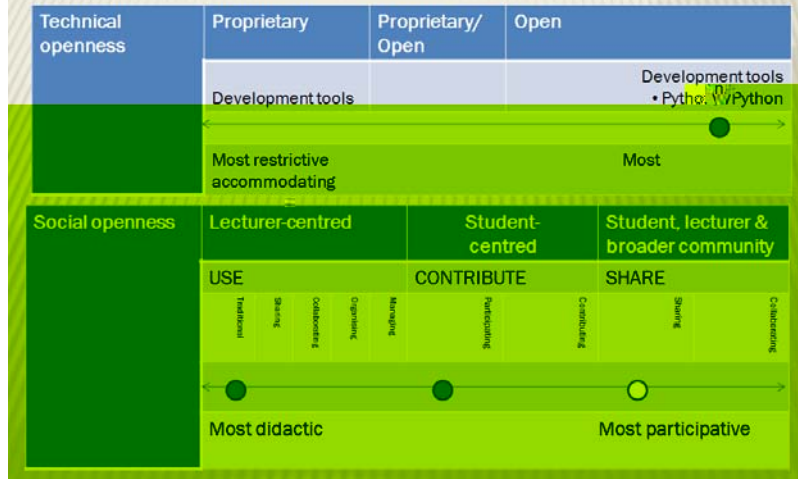 Technical
openness
Proprietary
Proprietary/
Open
Open
Development tools
Development tools
• Python
Python
Most restrictive
accommodating
Most
Social openness
Lecturer-centred
Student-
centred
Student, lecturer &
broader community
USE
CONTRIBUTE
SHARE
Traditional
Sharing
Collaborating
Organising
Managing
Participating
Contributing
Sharing
Collaborating
Most didactic
Most participative